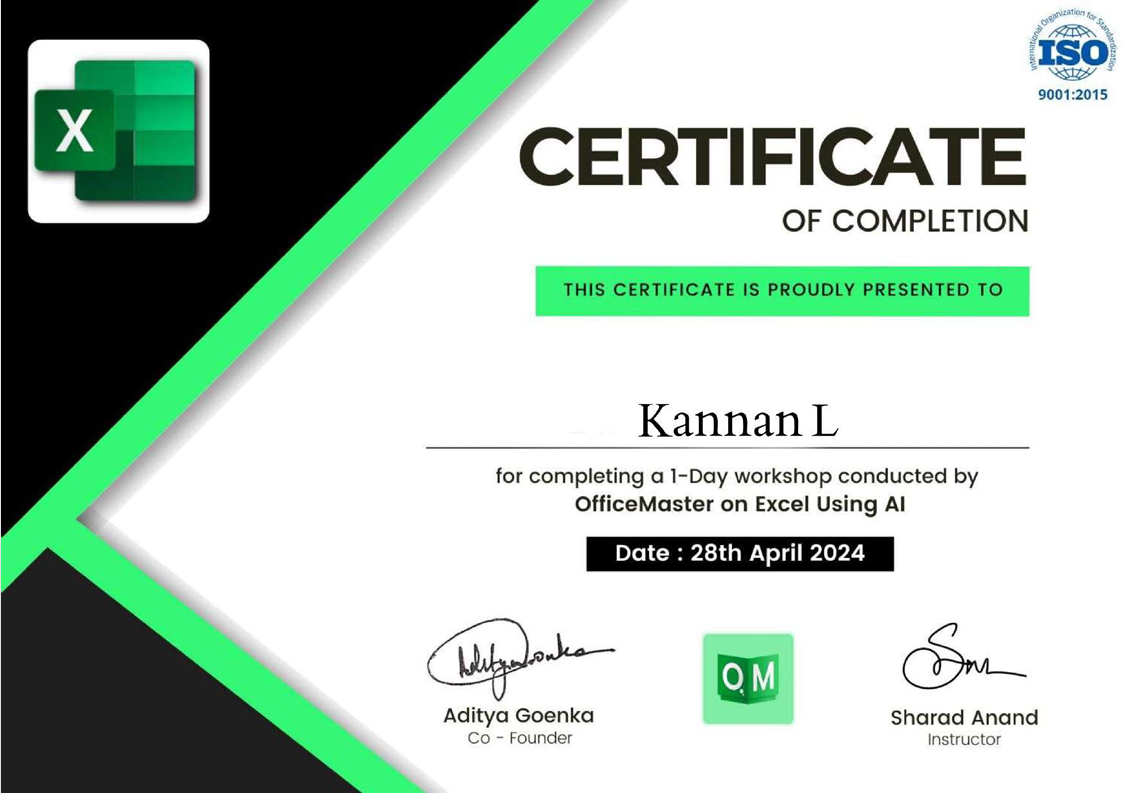 International Organization for Standardization
ISO
9001:2015
X
CERTIFICATE
OF COMPLETION
THIS CERTIFICATE IS PROUDLY PRESENTED TO
Kannan L
for completing a 1-Day workshop conducted by
OfficeMaster on Excel Using AI
Date : 28th April 2024
Aditya Goenka
OM
Aditya Goenka
Co - Founder
Sharad Anand
Instructor